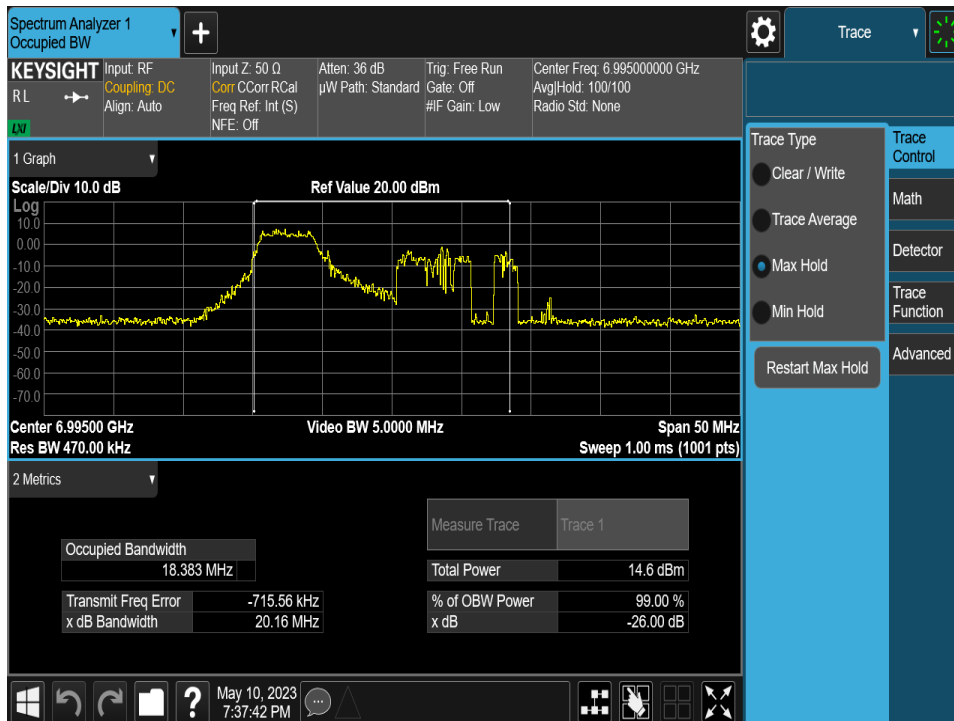 Spectrum Analyzer 1
Occupied BW
+
Trace
KEYSIGHT
R L
LXI
Input: RF
Coupling: DC
Align: Auto
Input Z: 50 Ω
Corr CCorr RCal
Freq Ref: Int (S)
NFE: Off
Atten: 36 dB
µW Path: Standard
Trig: Free Run
Gate: Off
#IF Gain: Low
Center Freq: 6.995000000 GHz
Avg|Hold: 100/100
Radio Std: None
1 Graph
Scale/Div 10.0 dB
Ref Value 20.00 dBm
Log
10.0
0.00
-10.0
-20.0
-30.0
-40.0
-50.0
-60.0
-70.0
Center 6.99500 GHz
Video BW 5.0000 MHz
Span 50 MHz
Res BW 470.00 kHz
Sweep 1.00 ms (1001 pts)
2 Metrics
Measure Trace
Trace 1
Occupied Bandwidth
18.383 MHz
Total Power
14.6 dBm
Transmit Freq Error
-715.56 kHz
% of OBW Power
99.00 %
x dB Bandwidth
20.16 MHz
x dB
-26.00 dB
Trace Type
Clear / Write
Trace Average
Max Hold
Min Hold
Restart Max Hold
Trace
Control
Math
Detector
Trace
Function
Advanced
?
May 10, 2023
7:37:42 PM